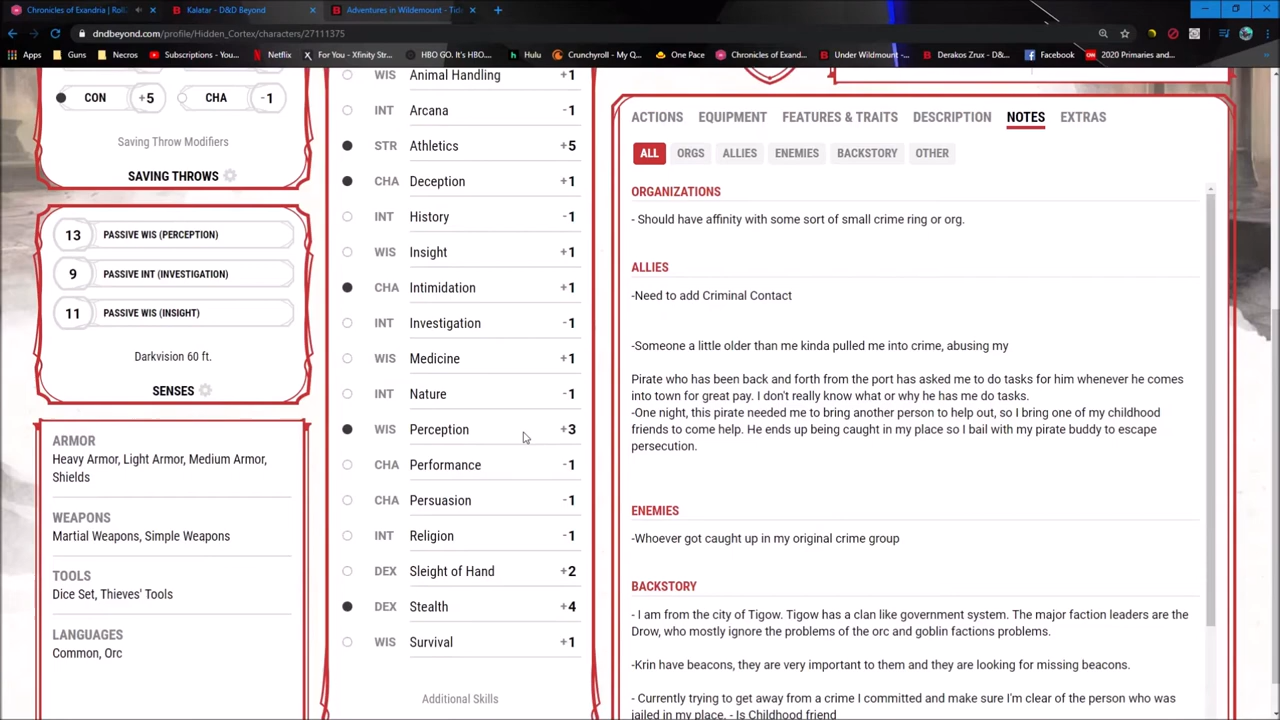 Chronicles of Exandria | Roll
Kalatar - D&D Beyond
Adventures in Wildemount - Tid
dndbeyond.com/profile/Hidden_Cortex/characters/27111375
Guns
Necros
Subscriptions - You...
Netflix
For You - Xfinity Str...
HBO GO. It's HBO...
Hulu
Crunchyroll - My Q...
One Pace
Chronicles of Exand...
Under Wildmount -...
Derakos Zrux - D&...
Facebook
2020 Primaries and...
CON +5 CHA -1
Saving Throw Modifiers
SAVING THROWS
13 PASSIVE WIS (PERCEPTION)
9 PASSIVE INT (INVESTIGATION)
11 PASSIVE WIS (INSIGHT)
Darkvision 60 ft.
SENSES
ARMOR
Heavy Armor, Light Armor, Medium Armor,
Shields
WEAPONS
Martial Weapons, Simple Weapons
TOOLS
Dice Set, Thieves' Tools
LANGUAGES
Common, Orc
WIS Animal Handling +1
INT Arcana -1
STR Athletics +5
CHA Deception +1
INT History -1
WIS Insight +1
CHA Intimidation +1
INT Investigation -1
WIS Medicine +1
INT Nature -1
WIS Perception +3
CHA Performance -1
CHA Persuasion -1
INT Religion -1
DEX Sleight of Hand +2
DEX Stealth +4
WIS Survival +1
Additional Skills
ACTIONS EQUIPMENT FEATURES & TRAITS DESCRIPTION NOTES EXTRAS
ALL ORGS ALLIES ENEMIES BACKSTORY OTHER
ORGANIZATIONS
- Should have affinity with some sort of small crime ring or org.
ALLIES
-Need to add Criminal Contact
-Someone a little older than me kinda pulled me into crime, abusing my
Pirate who has been back and forth from the port has asked me to do tasks for him whenever he comes
into town for great pay. I don't really know what or why he has me do tasks.
-One night, this pirate needed me to bring another person to help out, so I bring one of my childhood
friends to come help. He ends up being caught in my place so I bail with my pirate buddy to escape
persecution.
ENEMIES
-Whoever got caught up in my original crime group
BACKSTORY
- I am from the city of Tigow. Tigow has a clan like government system. The major faction leaders are the
Drow, who mostly ignore the problems of the orc and goblin factions problems.
-Krin have beacons, they are very important to them and they are looking for missing beacons.
- Currently trying to get away from a crime I committed and make sure I'm clear of the person who was
jailed in my place. - Is Childhood friend